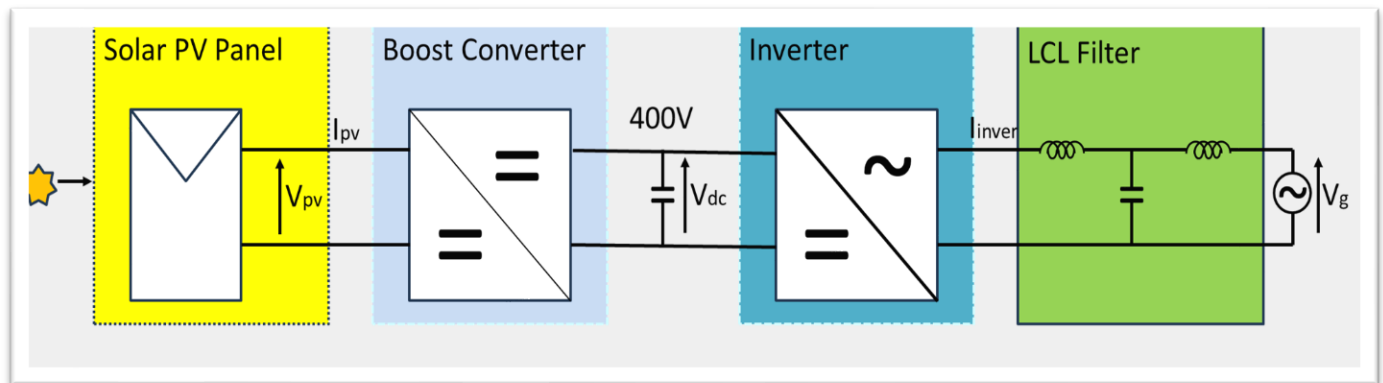 Solar PV Panel
Boost Converter
Inverter
LCL Filter
Ipv
400V
Iinver
Vpv
Vdc
Vg